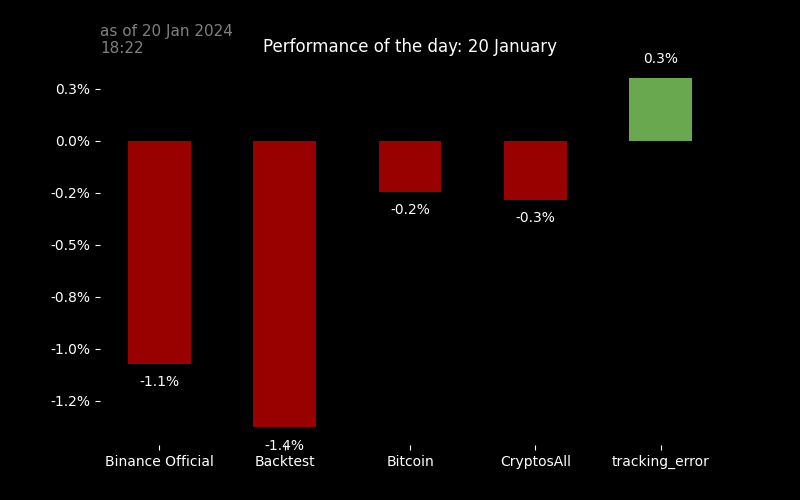 as of 20 Jan 2024
18:22
Performance of the day: 20 January
0.3%
0.3%
0.0%
-0.2%
-0.2%
-0.3%
-0.5%
-0.8%
-1.0%
-1.1%
-1.2%
-1.4%
Binance Official
Backtest
Bitcoin
CryptosAll
tracking_error